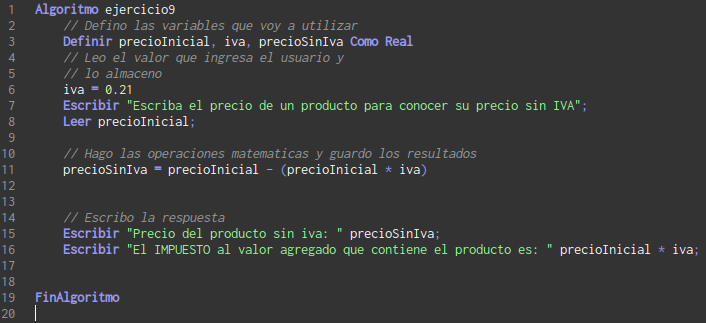 1 Algoritmo ejercicio9
2 // Defino las variables que voy a utilizar
3 Definir precioInicial, iva, precioSinIva Como Real
4 // Leo el valor que ingresa el usuario y
5 // lo almaceno
6 iva = 0.21
7 Escribir "Escriba el precio de un producto para conocer su precio sin IVA";
8 Leer precioInicial;
9
10 // Hago las operaciones matematicas y guardo los resultados
11 precioSinIva = precioInicial - (precioInicial * iva)
12
13
14 // Escribo la respuesta
15 Escribir "Precio del producto sin iva: " precioSinIva;
16 Escribir "El IMPUESTO al valor agregado que contiene el producto es: " precioInicial * iva;
17
18
19 FinAlgoritmo
20